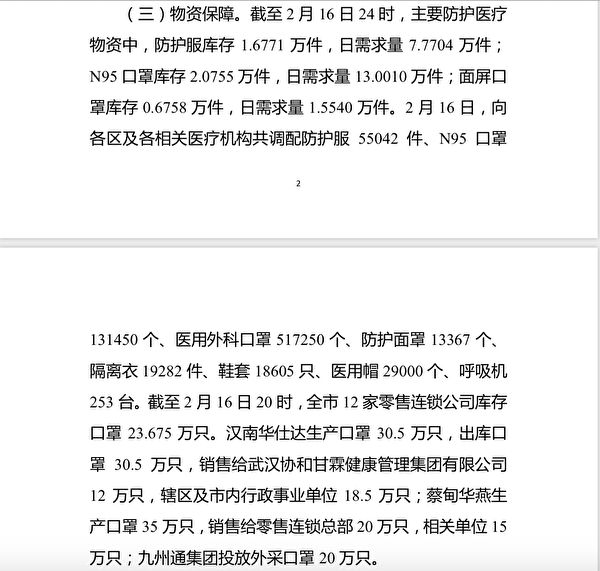 （三）物资保障。截至 2 月 16 日 24 时，主要防护医疗
物资中，防护服库存 1.6771 万件，日需求量 7.7704 万件；
N95 口罩库存 2.0755 万件，日需求量 13.0010 万件；面屏口
罩库存 0.6758 万件，日需求量 1.5540 万件。2 月 16 日，向
各区及各相关医疗机构共调配防护服 55042 件、N95 口罩
2
131450 个、医用外科口罩 517250 个、防护面罩 13367 个、
隔离衣 19282 件、鞋套 18605 只、医用帽 29000 个、呼吸机
253 台。截至 2 月 16 日 20 时，全市 12 家零售连锁公司库存
口罩 23.675 万只。汉南华仕达生产口罩 30.5 万只，出库口
罩 30.5 万只，销售给武汉协和甘霖健康管理集团有限公司
12 万只，辖区及市内行政事业单位 18.5 万只；蔡甸华燕生
产口罩 35 万只，销售给零售连锁总部 20 万只，相关单位 15
万只；九州通集团投放外采口罩 20 万只。